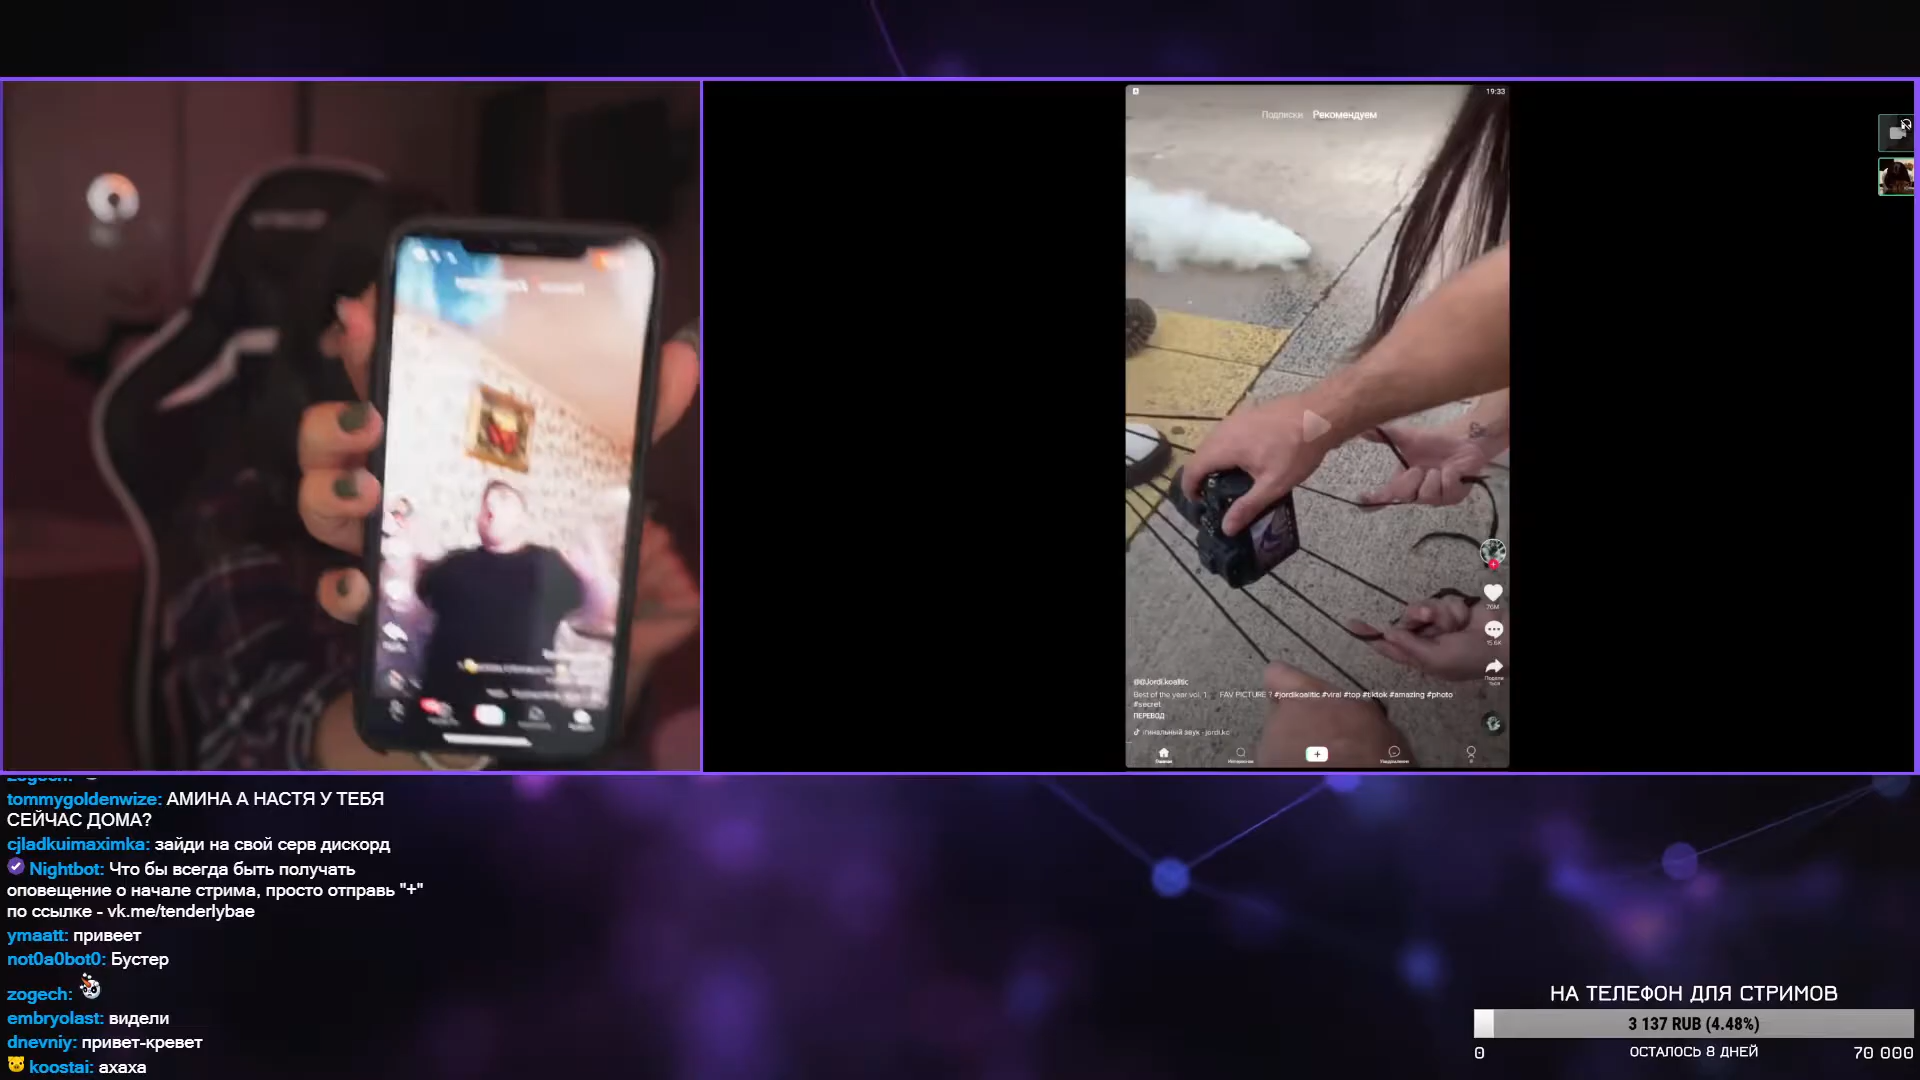 19:33
Подписки Рекомендуем
70M
15.6K
@@Jordi.koalitic
Best of the year vol. 1 FAV PICTURE ? #jordikoalitic #viral #top #tiktok #amazing #photo
#secret
ПЕРЕВОД
Главная
tommygoldenwize: АМИНА А НАСТЯ У ТЕБЯ
СЕЙЧАС ДОМА?
cjladkuimaximka: зайди на свой серв дискорд
Nightbot: Что бы всегда быть получать
оповещение о начале стрима, просто отправь "+"
по ссылке - vk.me/tenderlybae
ymaatt: привеет
not0a0bot0: Бустер
zogech:
embryolast: видели
dnevniy: привет-кревет
koostai: ахаха
НА ТЕЛЕФОН ДЛЯ СТРИМОВ
3 137 RUB (4.48%)
0 ОСТАЛОСЬ 8 ДНЕЙ 70 000